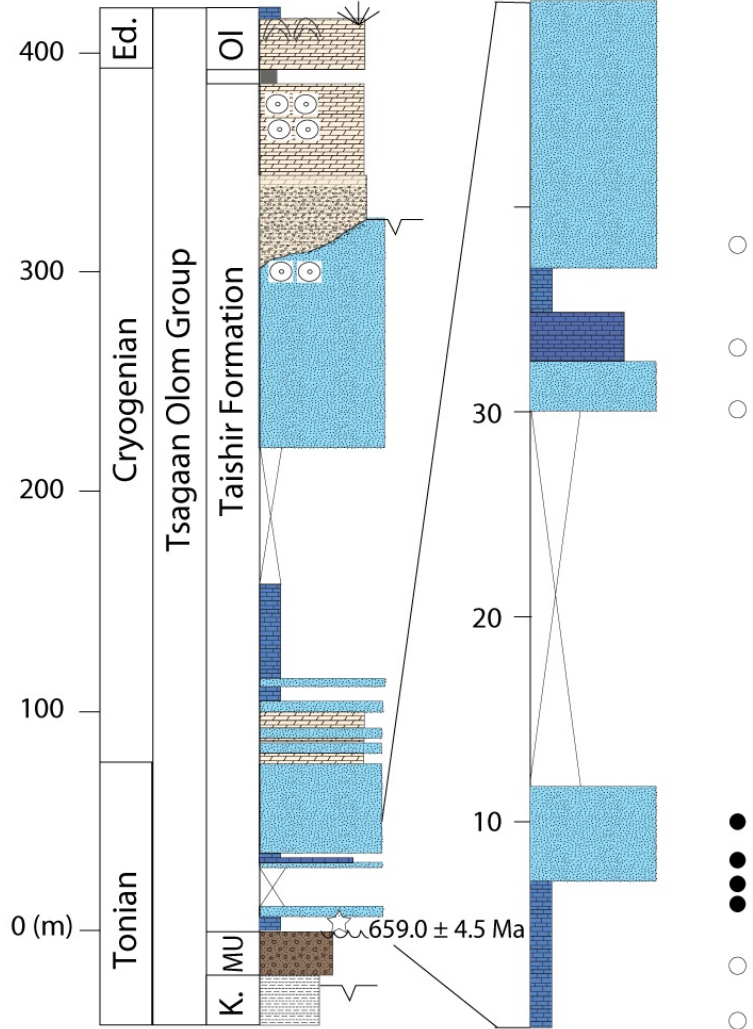 400
300
200
100
0 (m)
Ed.
Cryogenian
Tonian
Tsagaan Olom Group
Ol
Taishir Formation
MU
K.
659.0 ± 4.5 Ma
30
20
10